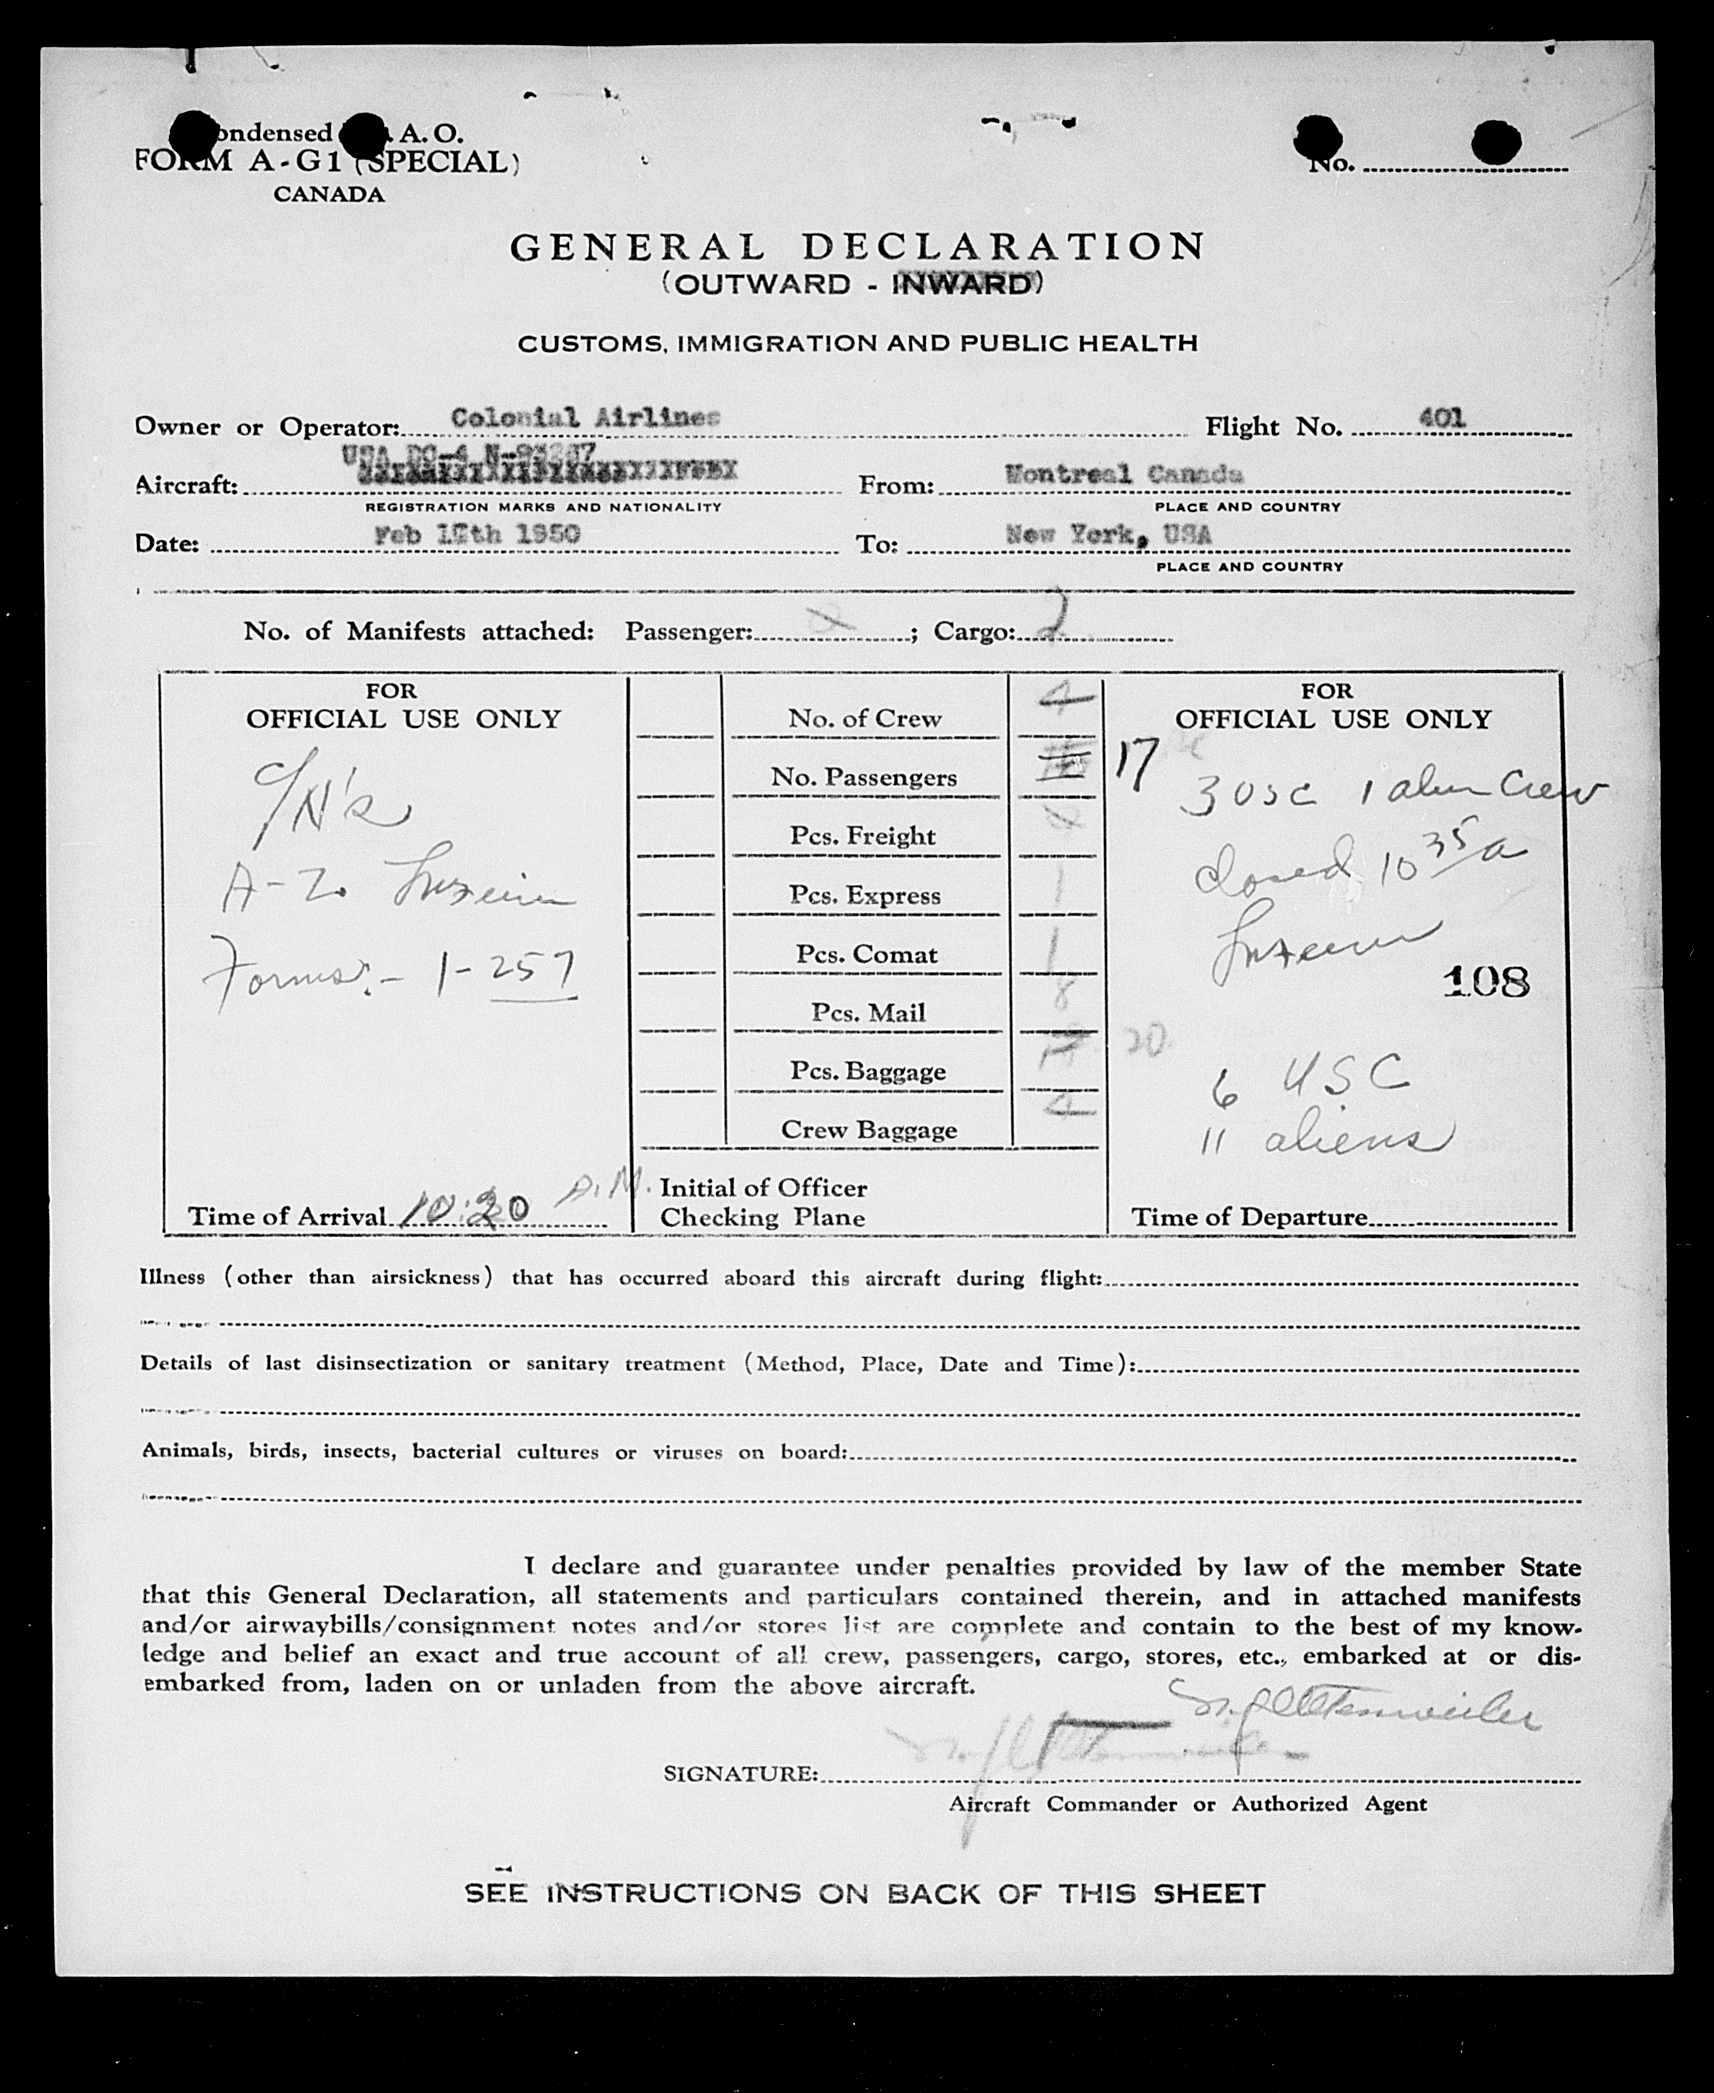 Condensed A. O. No.
FORM A-G1 (SPECIAL)
CANADA
GENERAL DECLARATION
(OUTWARD - INWARD)
CUSTOMS, IMMIGRATION AND PUBLIC HEALTH
Owner or Operator: Colonial Airlines Flight No. 401
USA DC-4
Aircraft: From: Montreal Canada
REGISTRATION MARKS AND NATIONALITY PLACE AND COUNTRY
Date: Feb 1950 To: New York, USA
PLACE AND COUNTRY
No. of Manifests attached: Passenger: ; Cargo: 2
FOR
OFFICIAL USE ONLY
A-2.
Forms:- 1-257
Time of Arrival 10:20 A.M.
No. of Crew 4
No. Passengers 17
Pcs. Freight
Pcs. Express 1
Pcs. Comat 1
Pcs. Mail 8
Pcs. Baggage 20
Crew Baggage 4
Initial of Officer
Checking Plane
FOR
OFFICIAL USE ONLY
3 USC 1 alien Crew
closed 10 35 a
108
6 USC
11 aliens
Time of Departure
Illness (other than airsickness) that has occurred aboard this aircraft during flight:
Details of last disinsectization or sanitary treatment (Method, Place, Date and Time):
Animals, birds, insects, bacterial cultures or viruses on board:
I declare and guarantee under penalties provided by law of the member State
that this General Declaration, all statements and particulars contained therein, and in attached manifests
and/or airwaybills/consignment notes and/or stores list are complete and contain to the best of my know-
ledge and belief an exact and true account of all crew, passengers, cargo, stores, etc., embarked at or dis-
embarked from, laden on or unladen from the above aircraft.
SIGNATURE:
Aircraft Commander or Authorized Agent
SEE INSTRUCTIONS ON BACK OF THIS SHEET